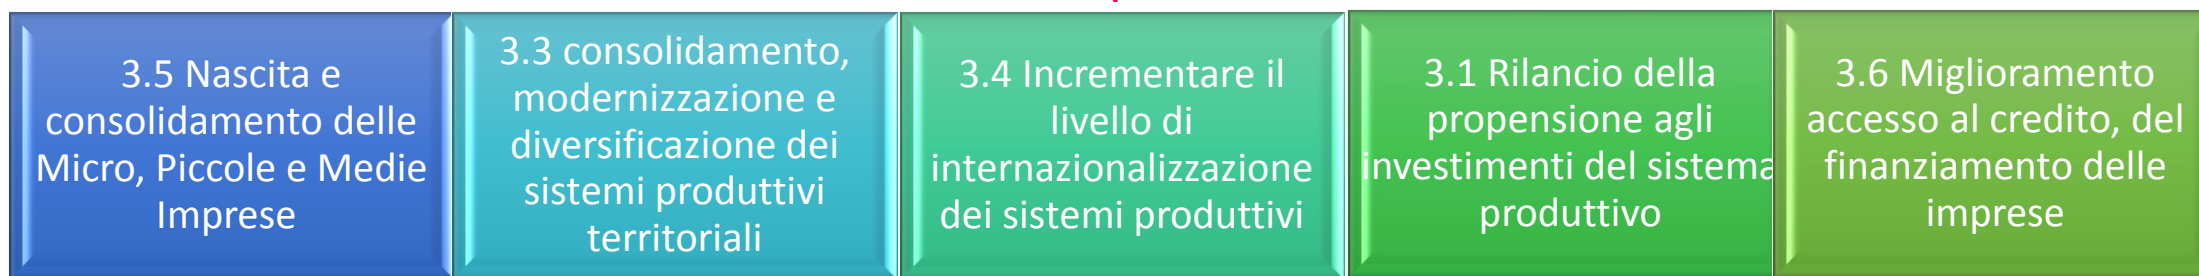 3.5 Nascita e
consolidamento delle
Micro, Piccole e Medie
Imprese
3.3 consolidamento,
modernizzazione e
diversificazione dei
sistemi produttivi
territoriali
3.4 Incrementare il
livello di
internazionalizzazione
dei sistemi produttivi
3.1 Rilancio della
propensione agli
investimenti del sistema
produttivo
3.6 Miglioramento
accesso al credito, del
finanziamento delle
imprese